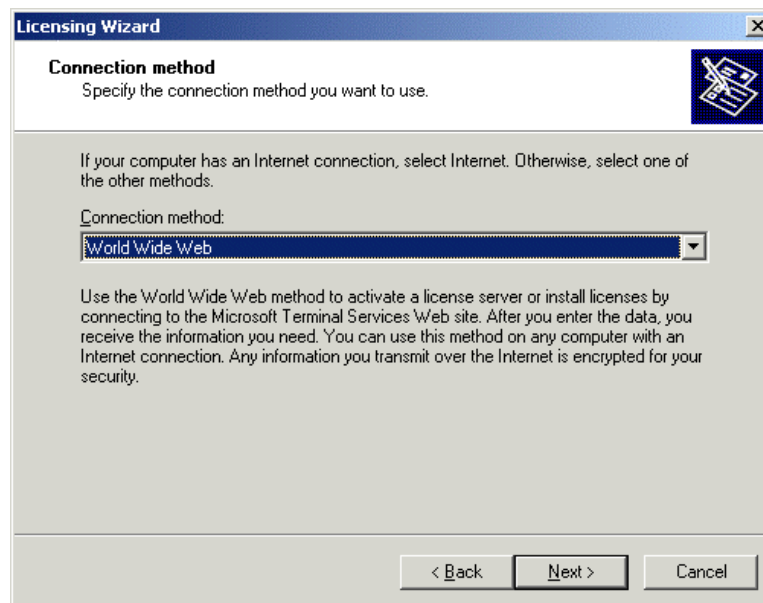 Licensing Wizard
Connection method
Specify the connection method you want to use.
If your computer has an Internet connection, select Internet. Otherwise, select one of
the other methods.
Connection method:
World Wide Web
Use the World Wide Web method to activate a license server or install licenses by
connecting to the Microsoft Terminal Services Web site. After you enter the data, you
receive the information you need. You can use this method on any computer with an
Internet connection. Any information you transmit over the Internet is encrypted for your
security.
< Back
Next >
Cancel